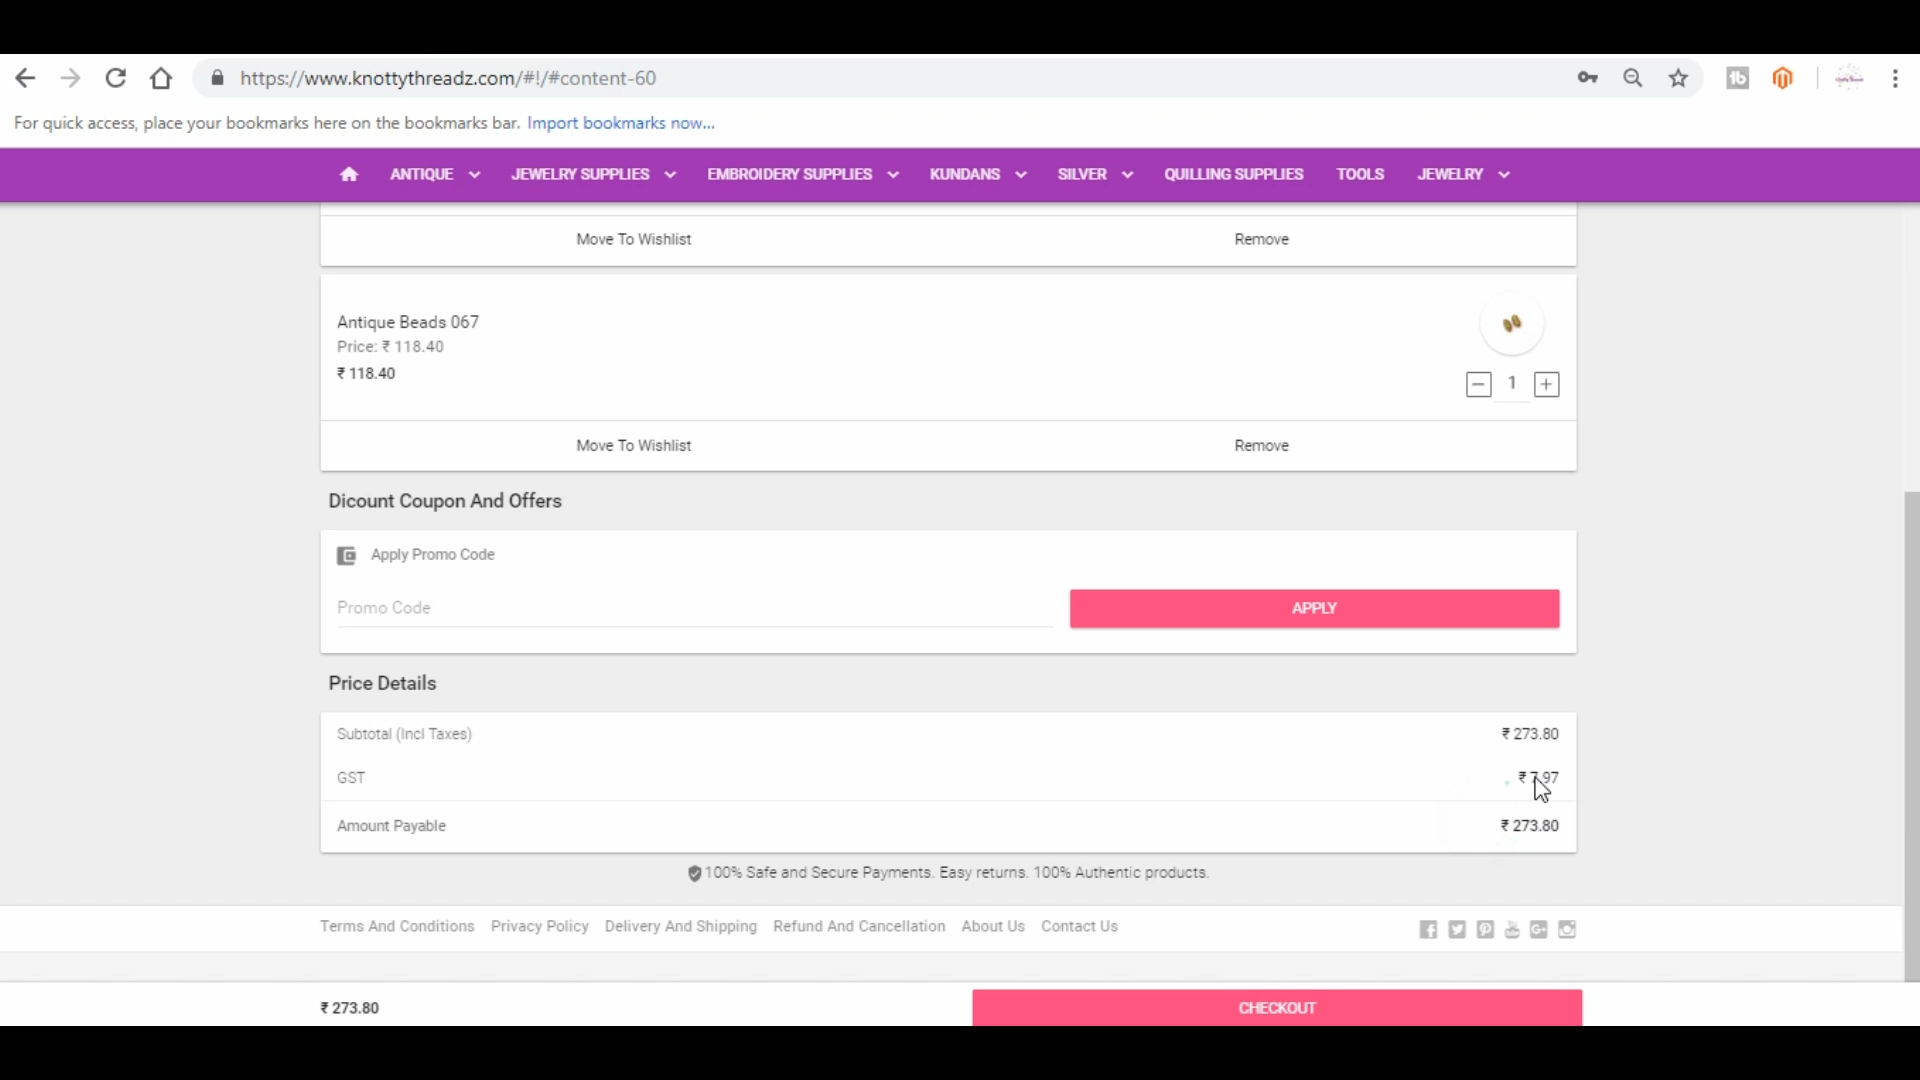 https://www.knottythreadz.com/#!/#content-60
For quick access, place your bookmarks here on the bookmarks bar. Import bookmarks now...
ANTIQUE JEWELRY SUPPLIES EMBROIDERY SUPPLIES KUNDANS SILVER QUILLING SUPPLIES TOOLS JEWELRY
Move To Wishlist Remove
Antique Beads 067
Price: ₹ 118.40
₹ 118.40
1
Move To Wishlist Remove
Dicount Coupon And Offers
Apply Promo Code
Promo Code APPLY
Price Details
Subtotal (Incl Taxes) ₹ 273.80
GST ₹ 7.97
Amount Payable ₹ 273.80
100% Safe and Secure Payments. Easy returns. 100% Authentic products.
Terms And Conditions Privacy Policy Delivery And Shipping Refund And Cancellation About Us Contact Us
₹ 273.80 CHECKOUT